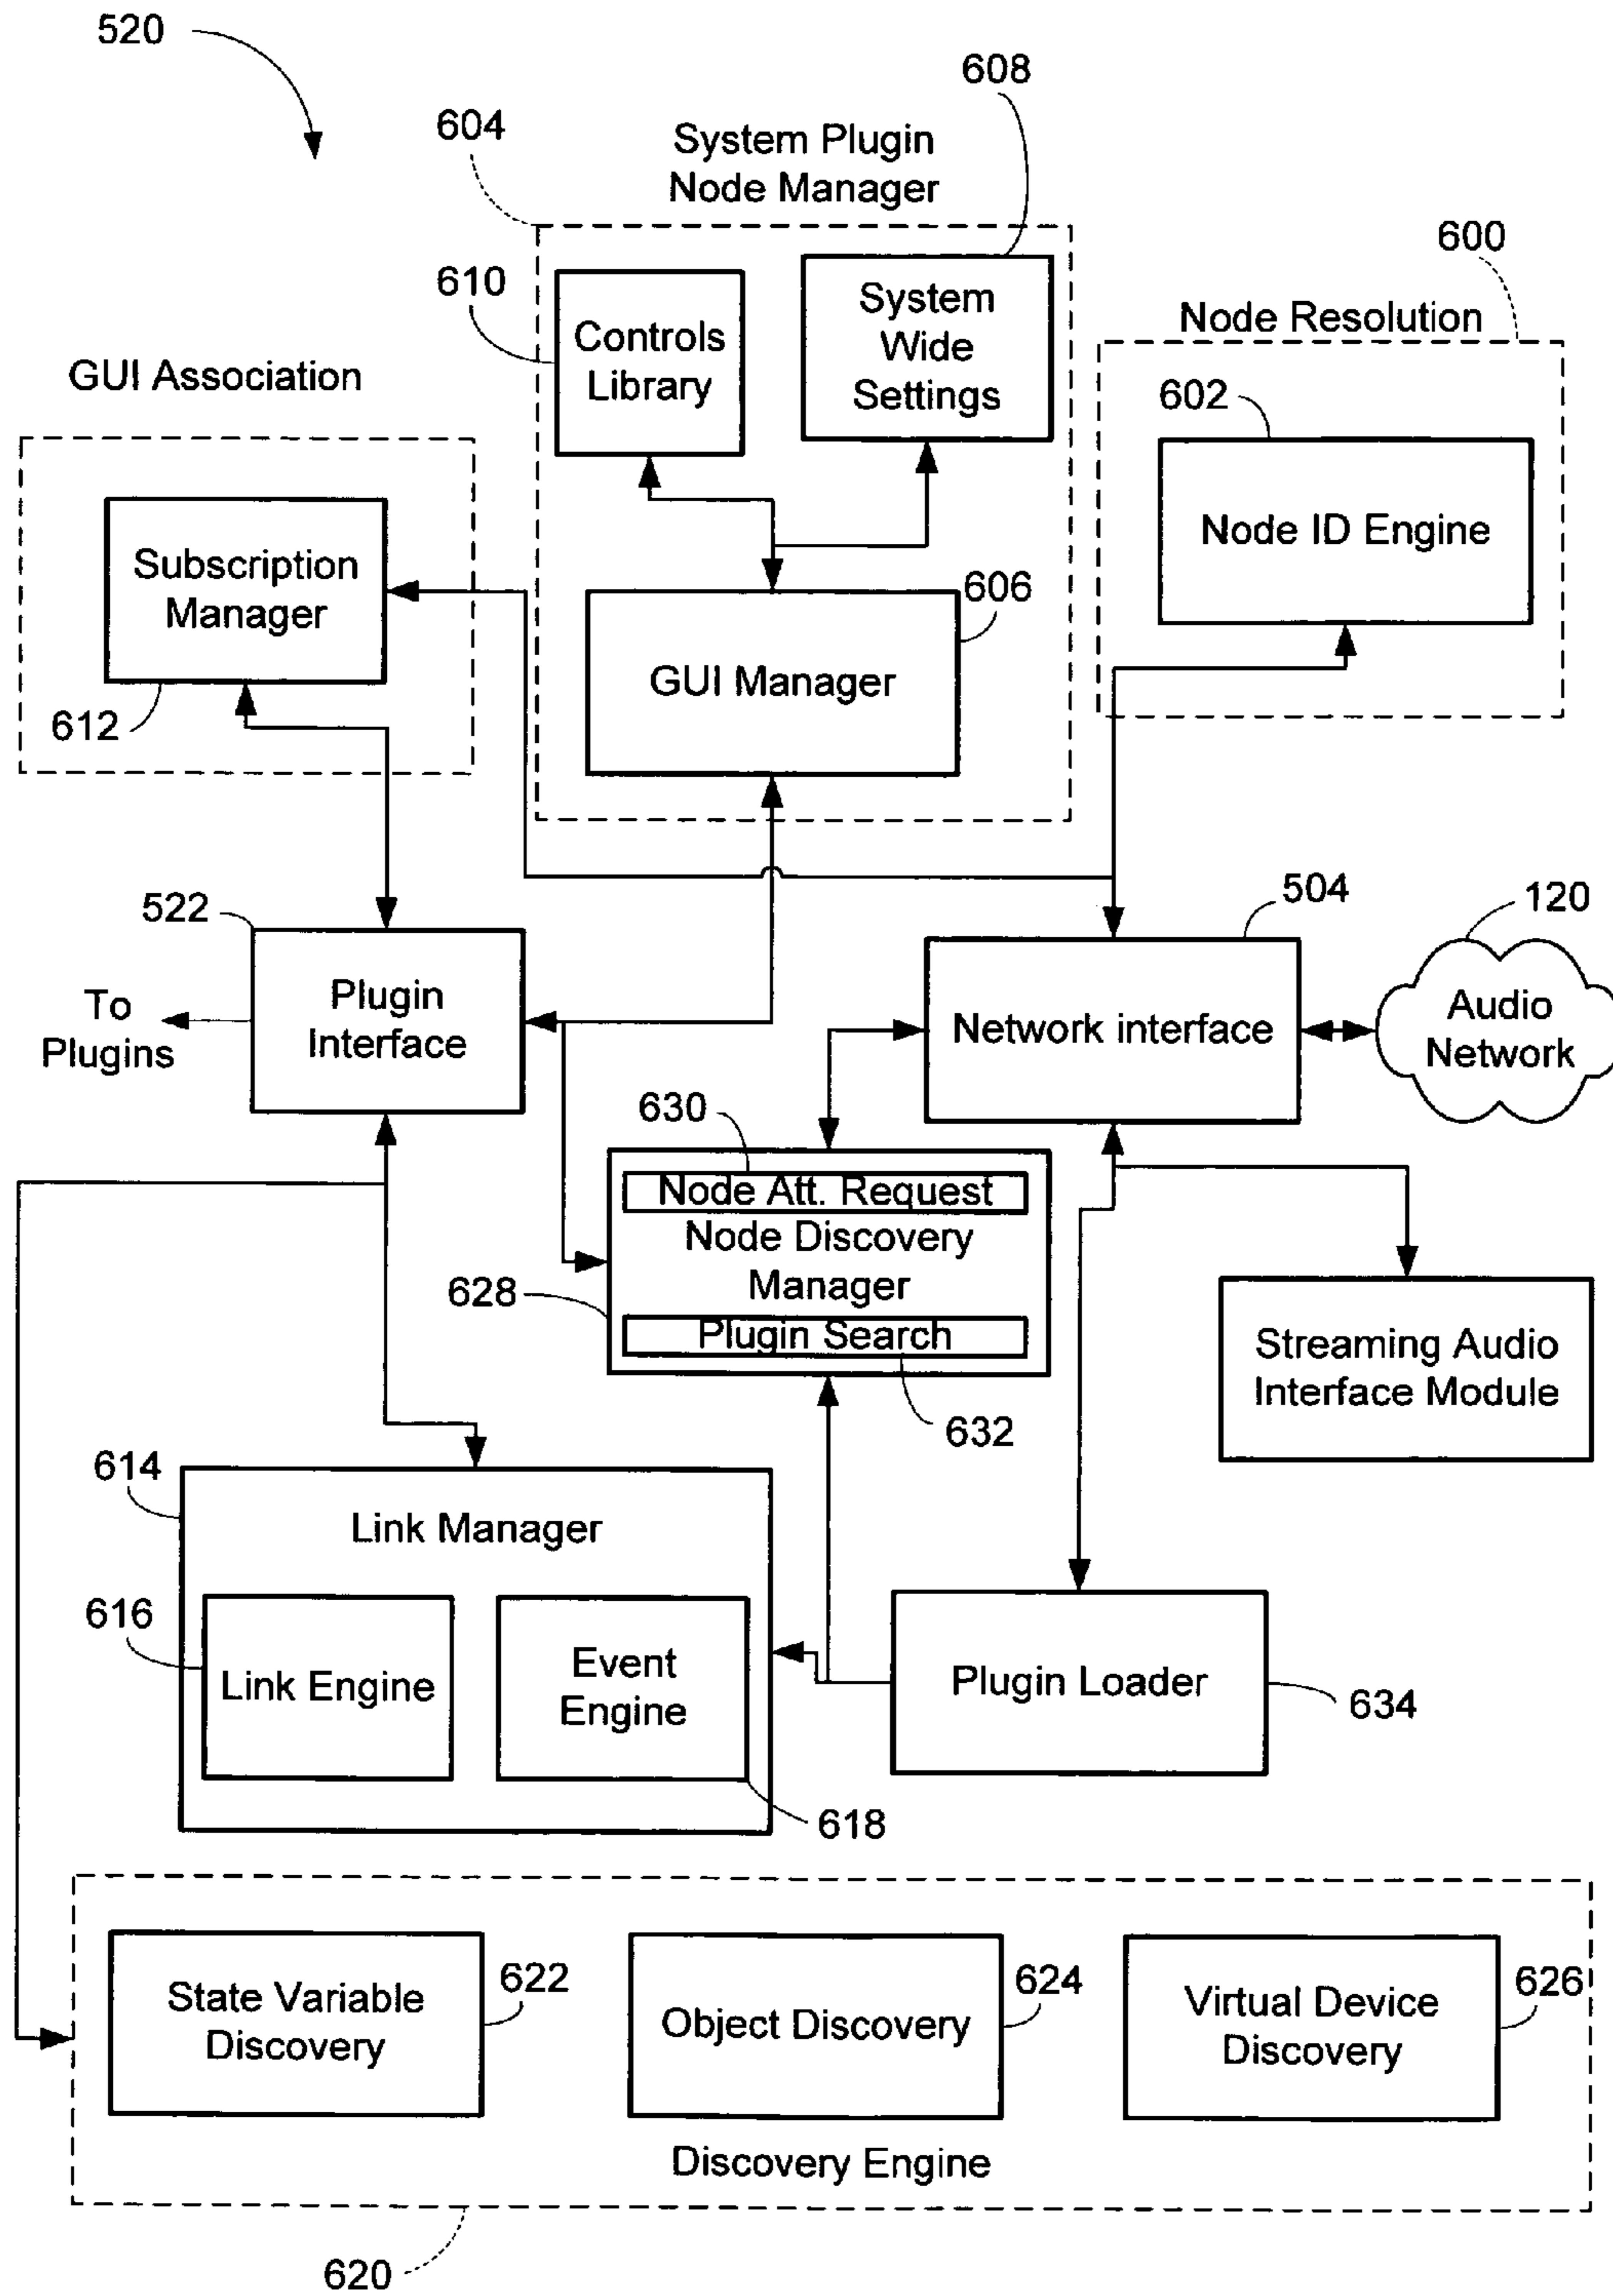 520
608
604
System Plugin
Node Manager
600
610
Controls
Library
System
Wide
Settings
Node Resolution
GUI Association
602
Node ID Engine
Subscription
Manager
606
GUI Manager
612
522
504
120
To
Plugins
Plugin
Interface
Network interface
Audio
Network
630
Node Att. Request
Node Discovery
Manager
628
Plugin Search
Streaming Audio
Interface Module
632
614
Link Manager
616
Link Engine
Event
Engine
Plugin Loader
634
618
State Variable
Discovery
622
Object Discovery
624
Virtual Device
Discovery
626
Discovery Engine
620